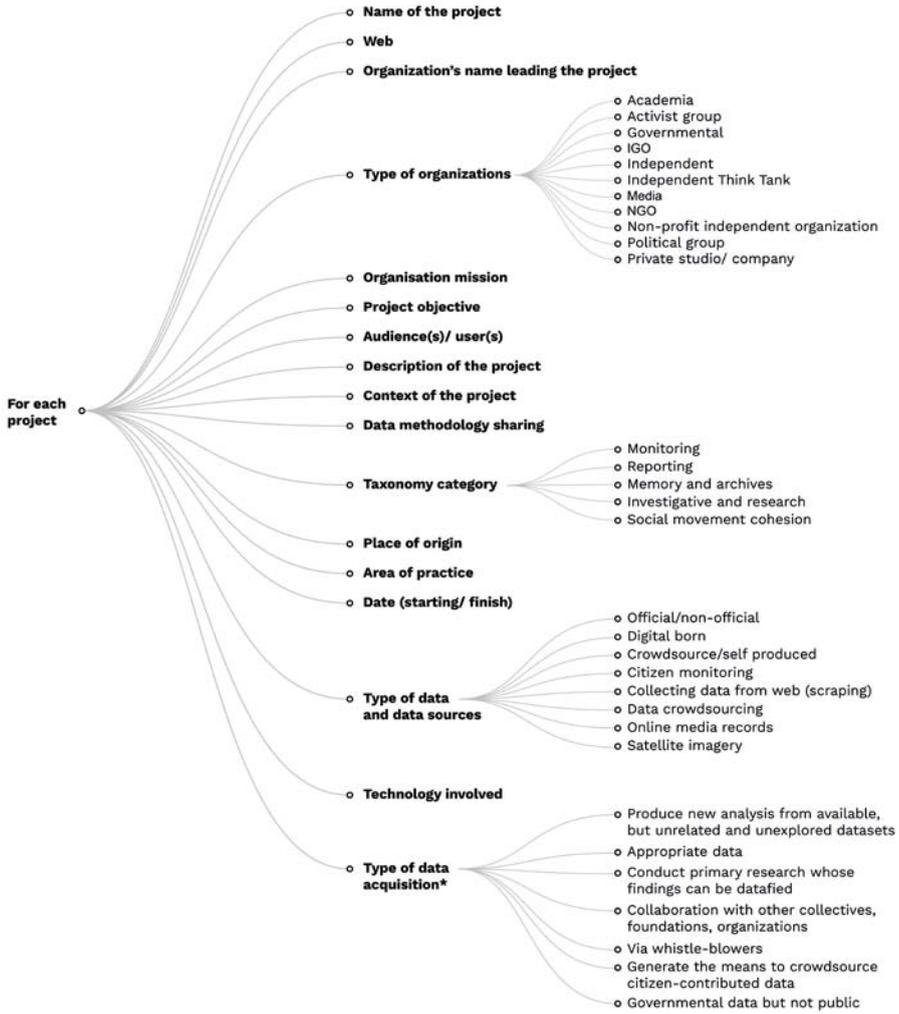 Name of the project
Web
Organization's name leading the project
Academia
Activist group
Governmental
IGO
Type of organizations
Independent
Independent Think Tank
Media
NGO
Non-profit independent organization
Political group
Private studio/ company
Organisation mission
Project objective
Audience(s)/ user(s)
Description of the project
Context of the project
For each
project
Data methodology sharing
Taxonomy category
Monitoring
Reporting
Memory and archives
Investigative and research
Social movement cohesion
Place of origin
Area of practice
Date (starting/ finish)
Type of data
and data sources
Official/non-official
Digital born
Crowdsource/self produced
Citizen monitoring
Collecting data from web (scraping)
Data crowdsourcing
Online media records
Satellite imagery
Technology involved
Type of data
acquisition*
Produce new analysis from available,
but unrelated and unexplored datasets
Appropriate data
Conduct primary research whose
findings can be datafied
Collaboration with other collectives,
foundations, organizations
Via whistle-blowers
Generate the means to crowdsource
citizen-contributed data
Governmental data but not public